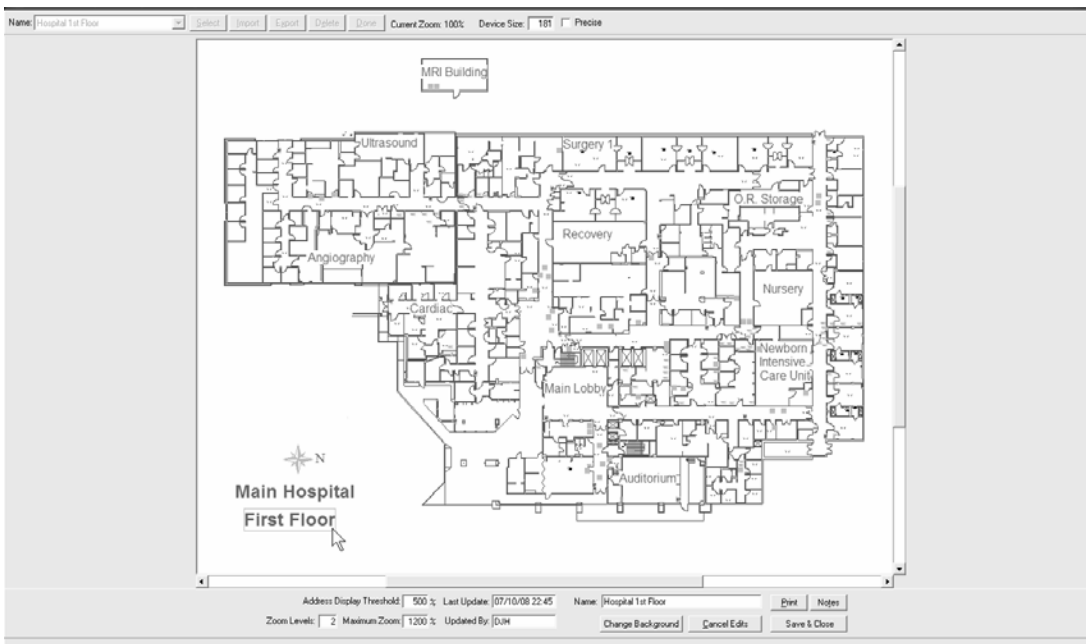 Name: Hospital 1st Floor Select Import Export Delete Done Current Zoom: 100% Device Size: 181 Precise
MRI Building
Ultrasound
Surgery 1
O.R. Storage
Recovery
Angiography
Nursery
Cardiac
Newborn
Intensive
Care Unit
Main Lobby
N
Auditorium
Main Hospital
First Floor
Address Display Threshold: 500 % Last Update: 07/10/08 22:45 Name: Hospital 1st Floor Print Notes
Zoom Levels: 2 Maximum Zoom: 1200 % Updated By: DJH Change Background Cancel Edits Save & Close